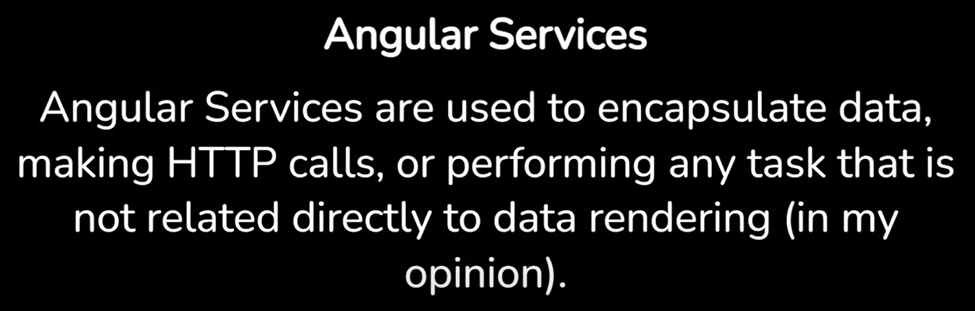 Angular Services
Angular Services are used to encapsulate data,
making HTTP calls, or performing any task that is
not related directly to data rendering (in my
opinion).